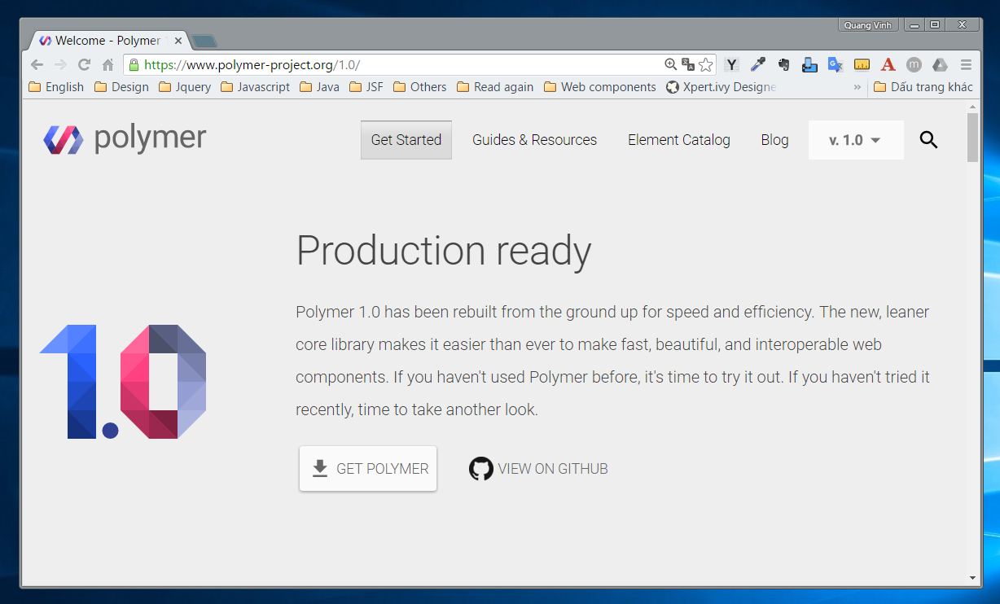 Quang Vinh
Welcome - Polymer
https://www.polymer-project.org/1.0/
English Design Jquery Javascript Java JSF Others Read again Web components Xpert.ivy Designe » Dấu trang khác
polymer Get Started Guides & Resources Element Catalog Blog v. 1.0
Production ready
Polymer 1.0 has been rebuilt from the ground up for speed and efficiency. The new, leaner
core library makes it easier than ever to make fast, beautiful, and interoperable web
components. If you haven't used Polymer before, it's time to try it out. If you haven't tried it
recently, time to take another look.
1.0
GET POLYMER VIEW ON GITHUB